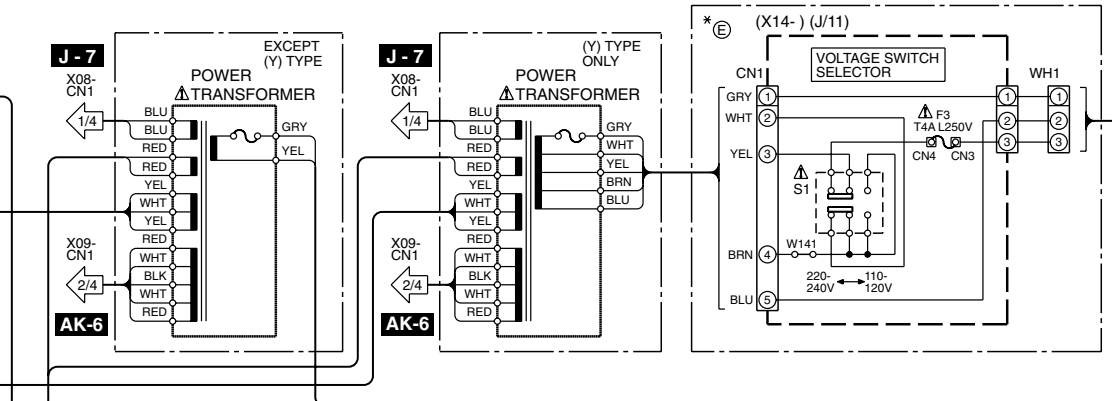 J - 7
X08-
CN1
1/4
EXCEPT
(Y) TYPE
POWER
⚠TRANSFORMER
BLU
BLU
RED
RED
YEL
WHT
YEL
RED
WHT
BLK
WHT
RED
GRY
YEL
X09-
CN1
2/4
AK-6
J - 7
X08-
CN1
1/4
(Y) TYPE
ONLY
POWER
⚠TRANSFORMER
BLU
BLU
RED
RED
YEL
WHT
YEL
RED
WHT
BLK
WHT
RED
GRY
WHT
YEL
BRN
BLU
X09-
CN1
2/4
AK-6
* Ⓔ (X14- ) (J/11)
VOLTAGE SWITCH
SELECTOR
CN1
GRY 1
WHT 2
YEL 3
BRN 4
BLU 5
⚠ F3
T4A L250V
CN4 CN3
⚠
S1
W141
220-
240V
110-
120V
1
2
3
WH1
1
2
3